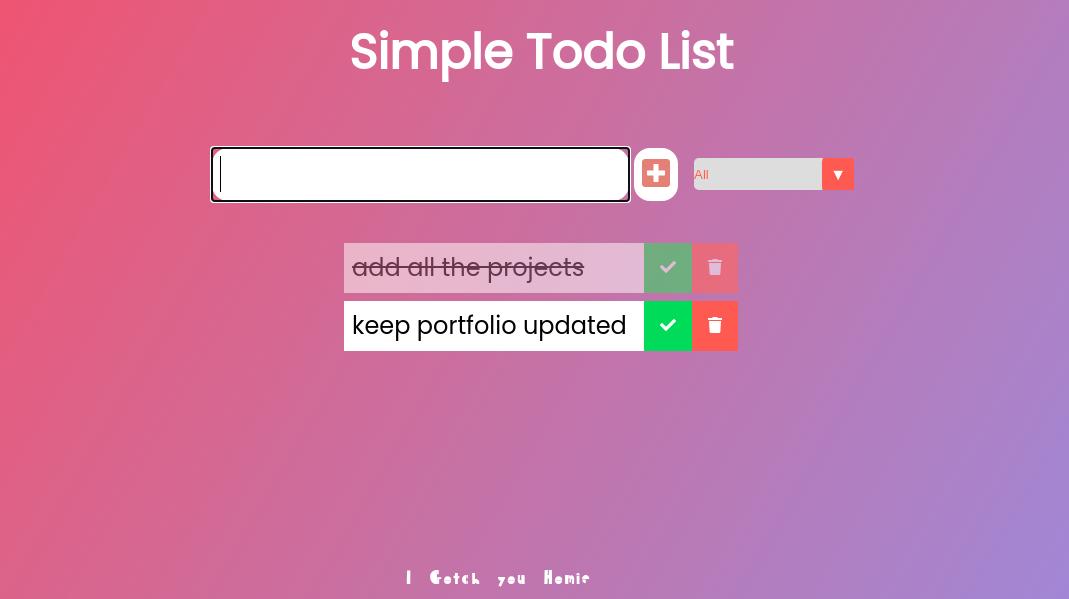 Simple Todo List
All
add all the projects
keep portfolio updated
I Gotch you Homie